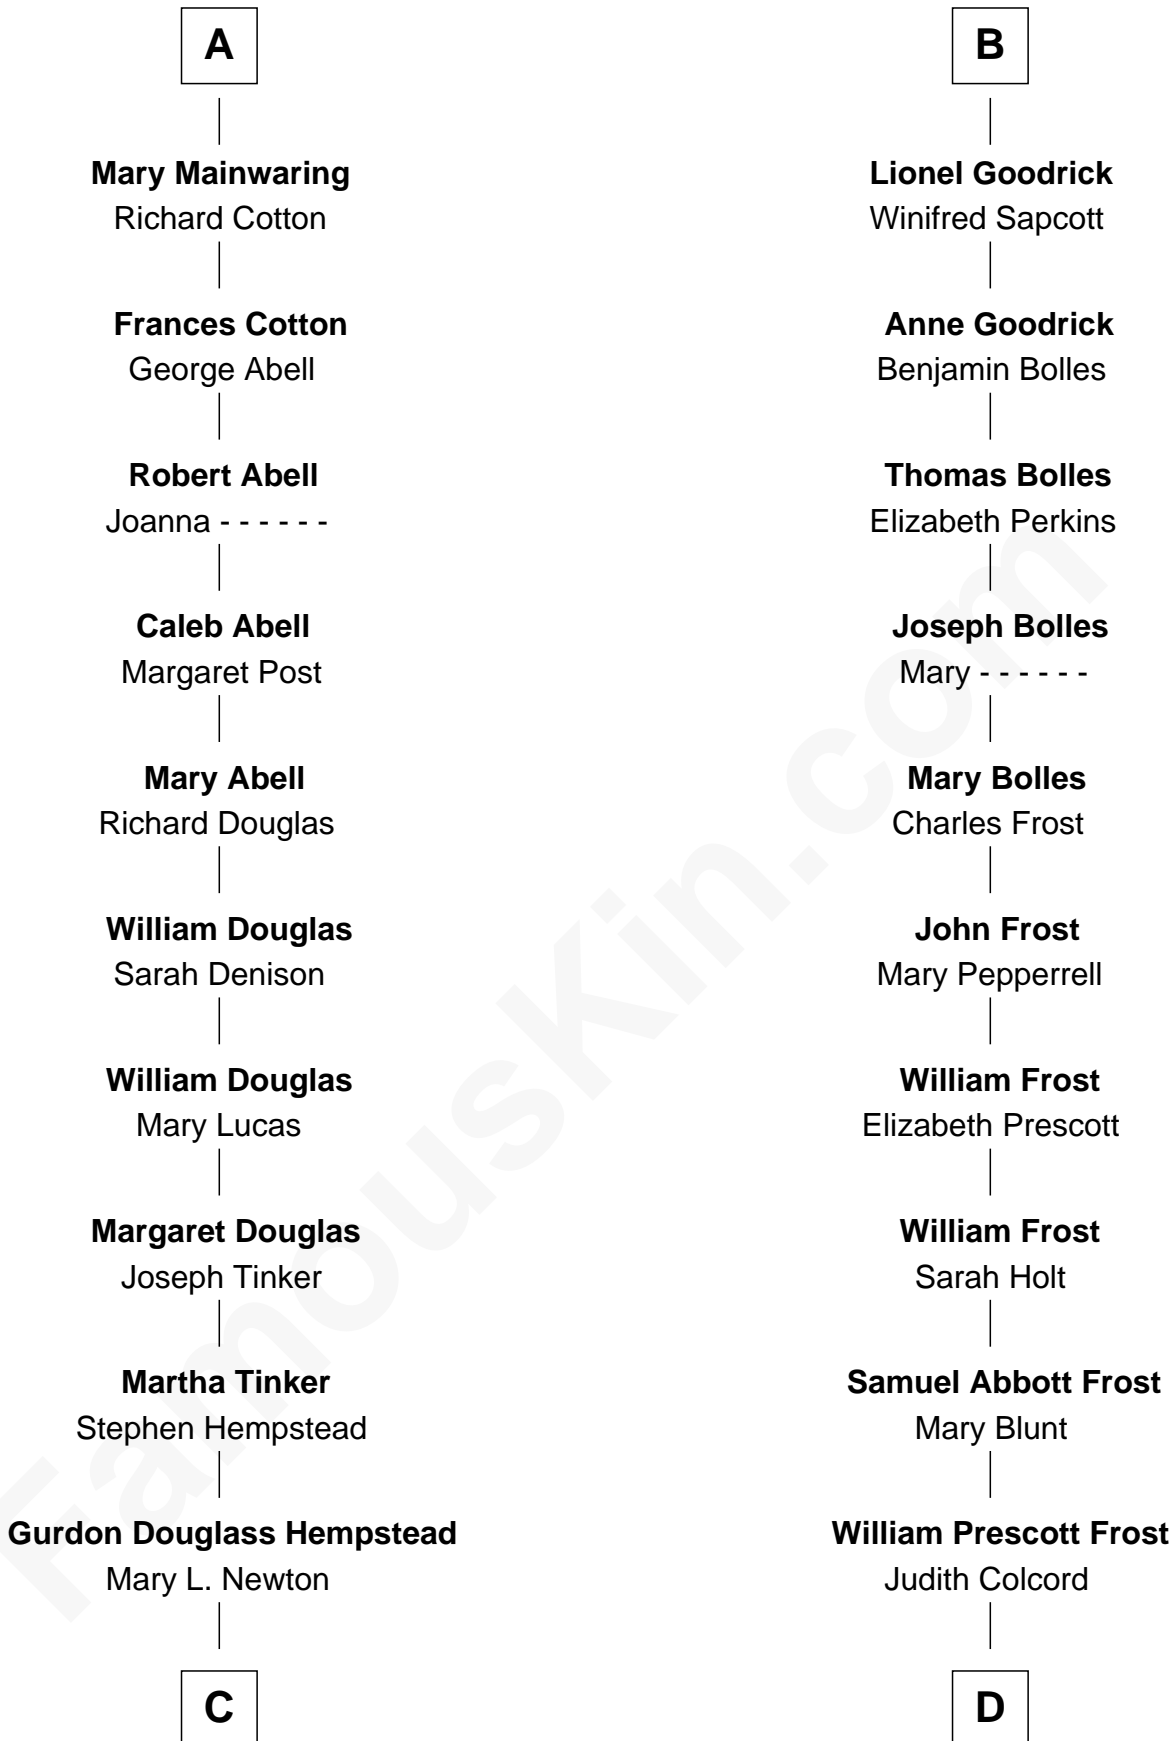 A
Mary Mainwaring
Richard Cotton
Frances Cotton
George Abell
Robert Abell
Joanna - - - - - -
Caleb Abell
Margaret Post
Mary Abell
Richard Douglas
William Douglas
Sarah Denison
William Douglas
Mary Lucas
Margaret Douglas
Joseph Tinker
Martha Tinker
Stephen Hempstead
Gurdon Douglass Hempstead
Mary L. Newton
C
B
Lionel Goodrick
Winifred Sapcott
Anne Goodrick
Benjamin Bolles
Thomas Bolles
Elizabeth Perkins
Joseph Bolles
Mary - - - - - -
Mary Bolles
Charles Frost
John Frost
Mary Pepperrell
William Frost
Elizabeth Prescott
William Frost
Sarah Holt
Samuel Abbott Frost
Mary Blunt
William Prescott Frost
Judith Colcord
D
FamousKin.com